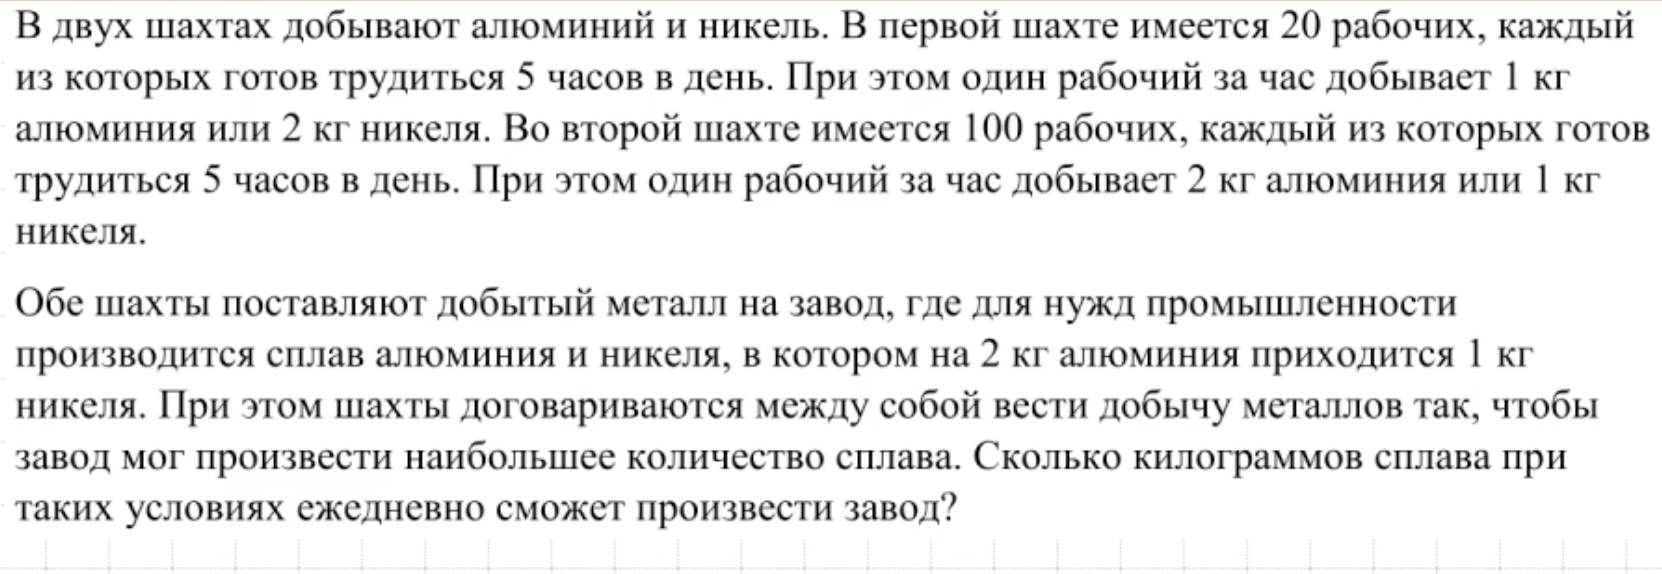 В двух шахтах добывают алюминий и никель. В первой шахте имеется 20 рабочих, каждый
из которых готов трудиться 5 часов в день. При этом один рабочий за час добывает 1 кг
алюминия или 2 кг никеля. Во второй шахте имеется 100 рабочих, каждый из которых готов
трудиться 5 часов в день. При этом один рабочий за час добывает 2 кг алюминия или 1 кг
никеля.
Обе шахты поставляют добытый металл на завод, где для нужд промышленности
производится сплав алюминия и никеля, в котором на 2 кг алюминия приходится 1 кг
никеля. При этом шахты договариваются между собой вести добычу металлов так, чтобы
завод мог произвести наибольшее количество сплава. Сколько килограммов сплава при
таких условиях ежедневно сможет произвести завод?